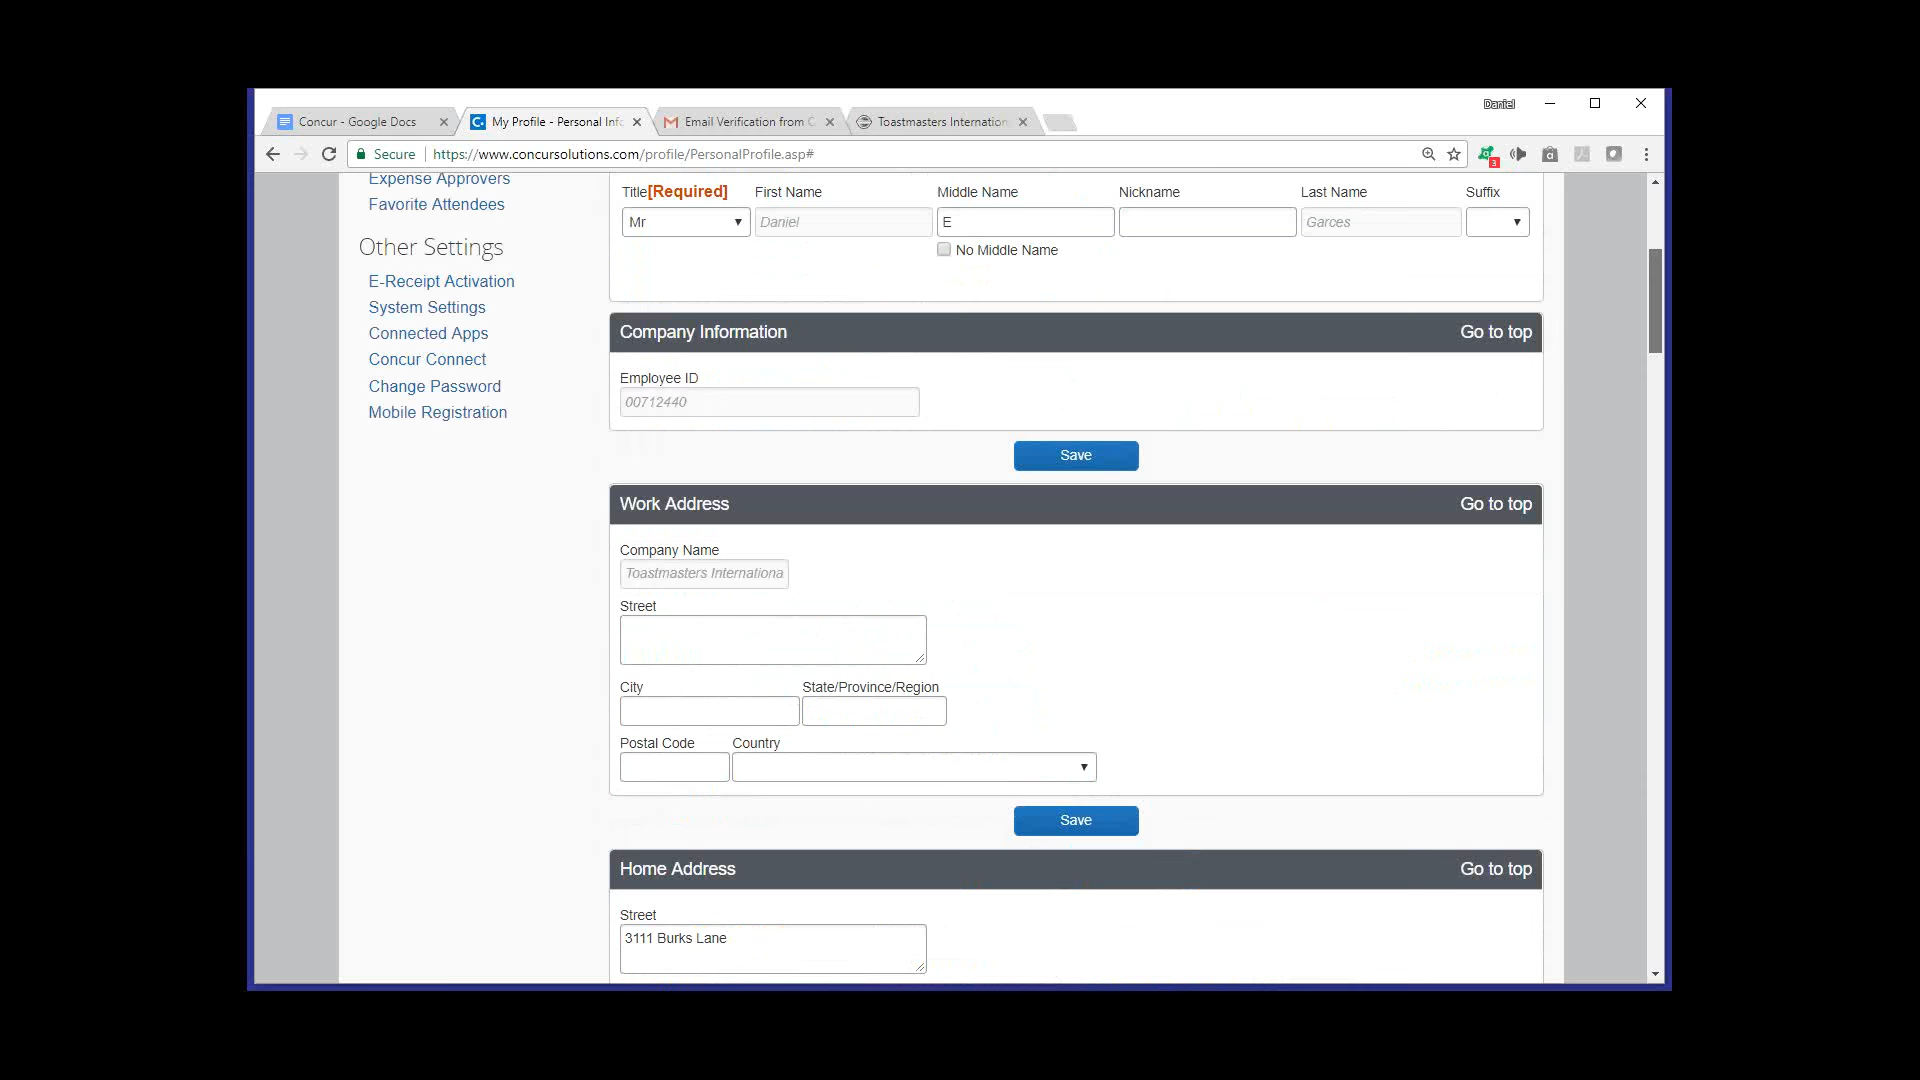 Daniel
Concur - Google Docs
My Profile - Personal Info
Email Verification from C
Toastmasters Internation
Secure
https://www.concursolutions.com/profile/PersonalProfile.asp#
3
Expense Approvers
Favorite Attendees
Other Settings
E-Receipt Activation
System Settings
Connected Apps
Concur Connect
Change Password
Mobile Registration
Title[Required] First Name Middle Name Nickname Last Name Suffix
Mr Daniel E Garces
No Middle Name
Company Information Go to top
Employee ID
00712440
Save
Work Address Go to top
Company Name
Toastmasters Internationa
Street
City State/Province/Region
Postal Code Country
Save
Home Address Go to top
Street
3111 Burks Lane